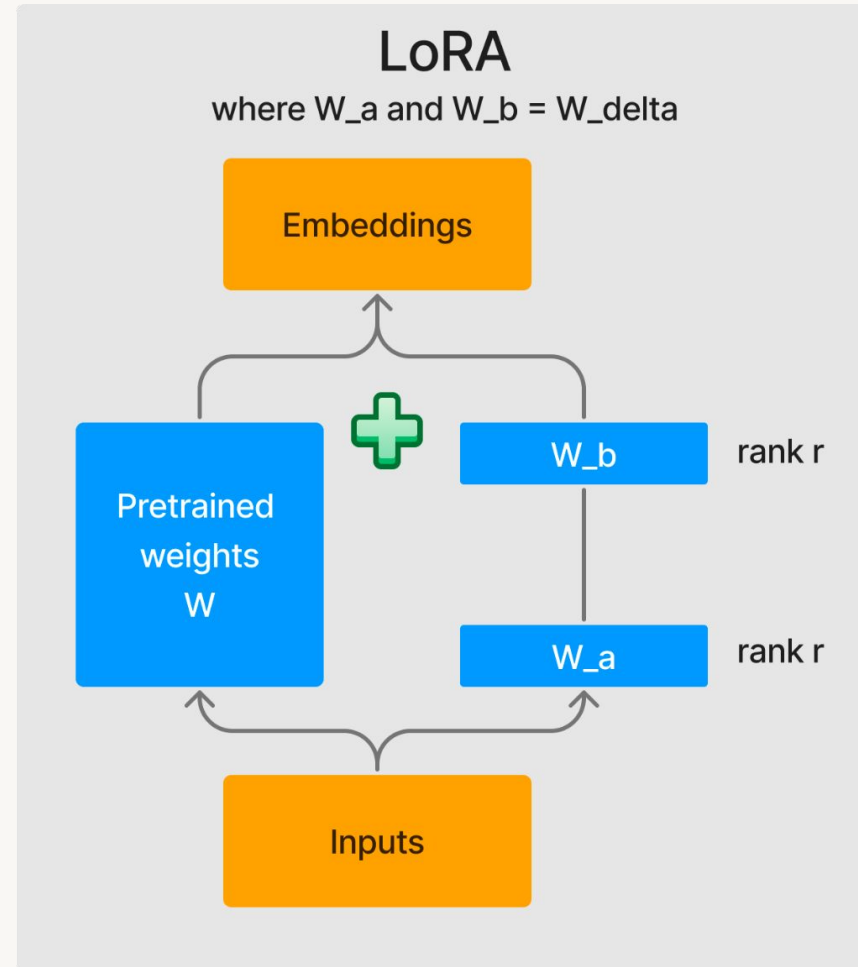 LoRA
where W_a and W_b = W_delta
Embeddings
W_b
rank r
Pretrained
weights
W
W_a
rank r
Inputs